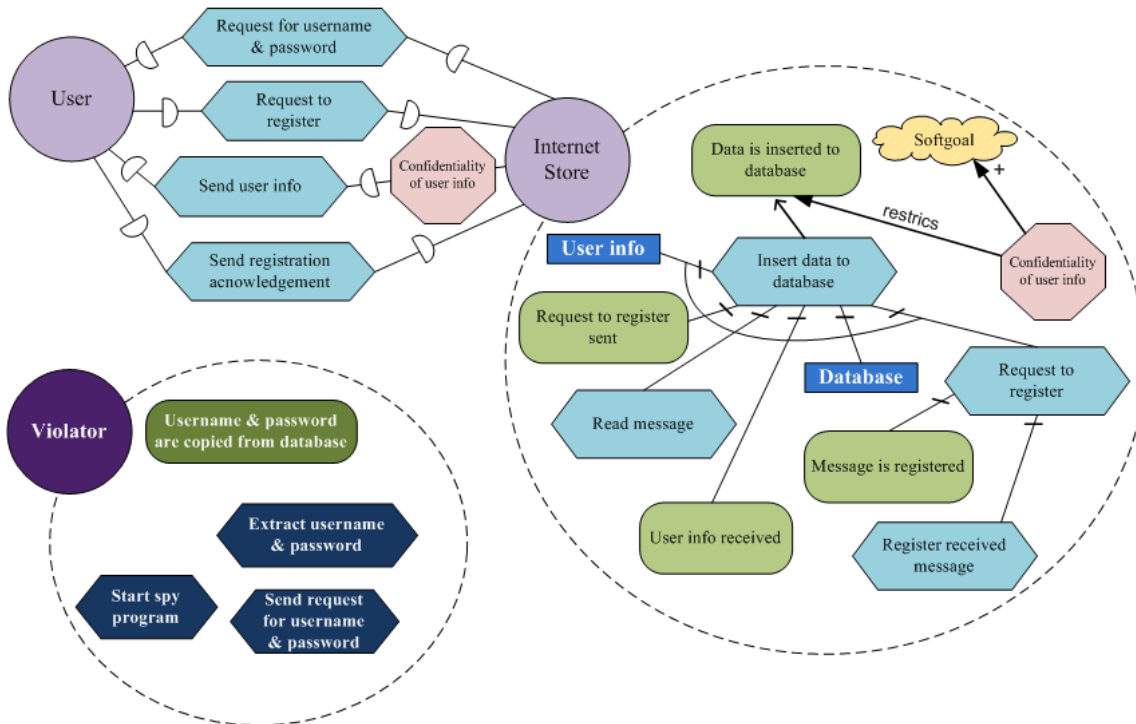 Request for username
& password
User
Request to
register
Internet
Store
Confidentiality
of user info
Send user info
Send registration
acnowledgement
Data is inserted to
database
Softgoal
+
restrics
User info
Insert data to
database
Confidentiality
of user info
Request to register
sent
Database
Request to
register
Read message
Message is registered
User info received
Register received
message
Violator
Username & password
are copied from database
Extract username
& password
Start spy
program
Send request
for username
& password